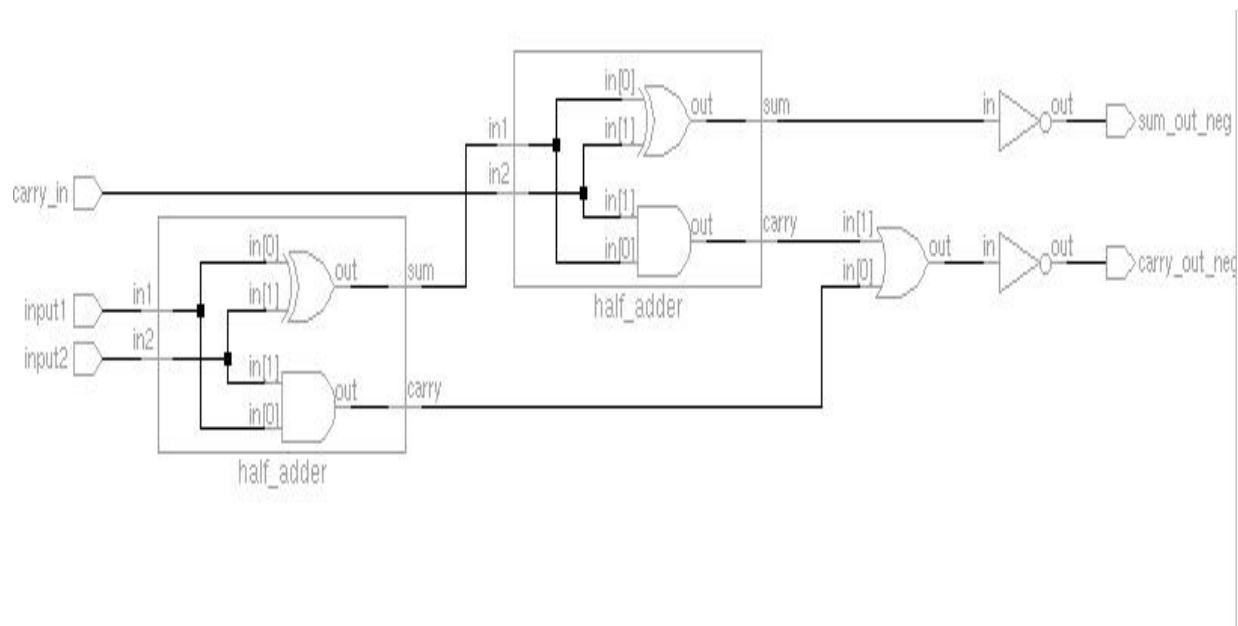 in[0]
out
sum
in
out
sum_out_neg
in1
in[1]
in2
carry_in
in[1]
out
carry
in[1]
out
in
out
carry_out_neg
in[0]
in[0]
half_adder
in[0]
out
sum
in1
input1
in[1]
in2
input2
in[1]
out
carry
in[0]
half_adder